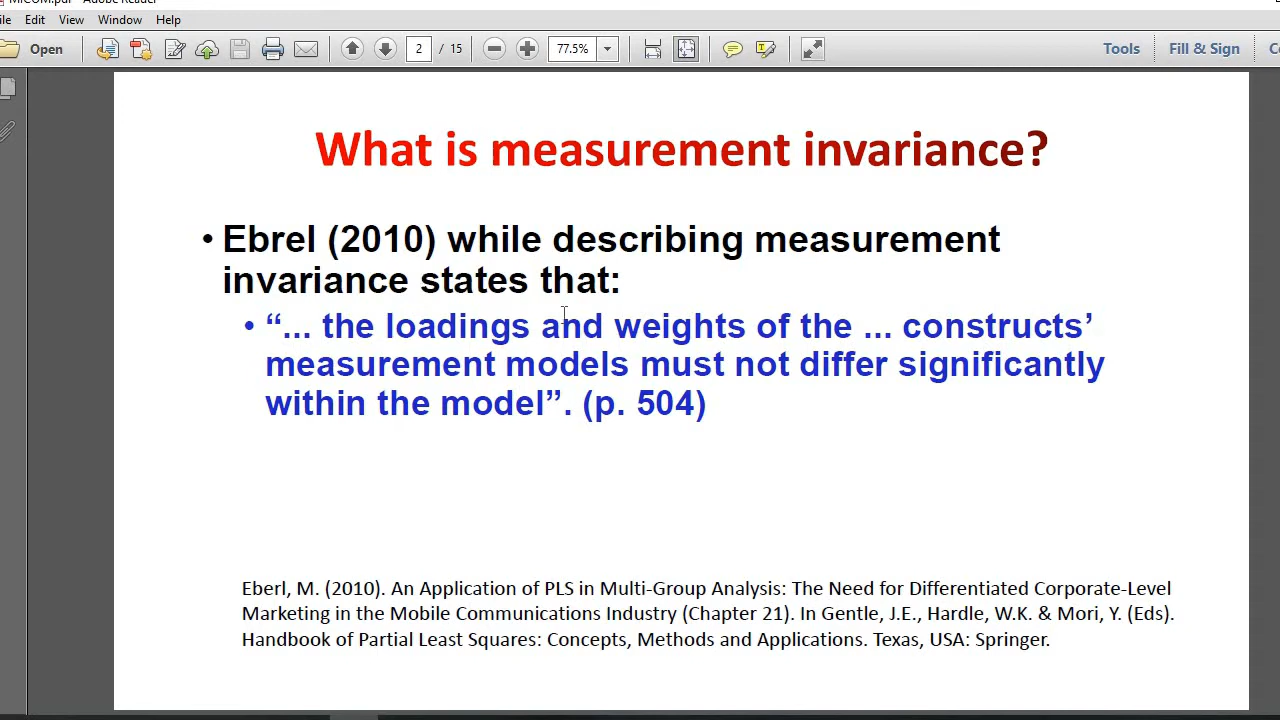 MICOM.pdf - Adobe Reader
ile Edit View Window Help
Open 2 / 15 77.5% Tools Fill & Sign
What is measurement invariance?
• Ebrel (2010) while describing measurement
invariance states that:
• “... the loadings and weights of the ... constructs’
measurement models must not differ significantly
within the model”. (p. 504)
Eberl, M. (2010). An Application of PLS in Multi-Group Analysis: The Need for Differentiated Corporate-Level
Marketing in the Mobile Communications Industry (Chapter 21). In Gentle, J.E., Hardle, W.K. & Mori, Y. (Eds).
Handbook of Partial Least Squares: Concepts, Methods and Applications. Texas, USA: Springer.